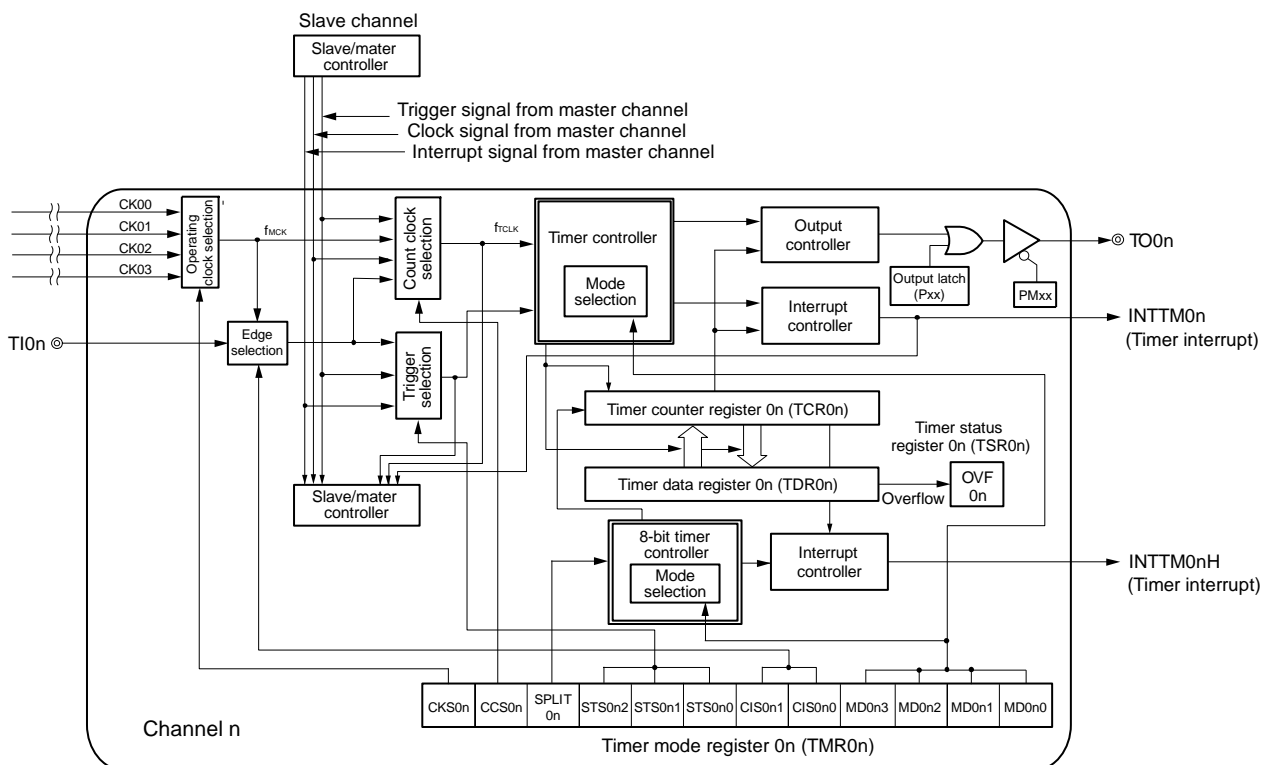 Slave channel
Slave/mater
controller
Trigger signal from master channel
Clock signal from master channel
Interrupt signal from master channel
CK00
CK01
CK02
CK03
Operating
clock selection
fMCK
Count clock
selection
fTCLK
Timer controller
Mode
selection
Output
controller
Output latch
(Pxx)
PMxx
TO0n
Interrupt
controller
INTTM0n
(Timer interrupt)
TI0n
Edge
selection
Trigger
selection
Timer counter register 0n (TCR0n)
Timer status
register 0n (TSR0n)
Slave/mater
controller
Timer data register 0n (TDR0n)
Overflow
OVF
0n
8-bit timer
controller
Mode
selection
Interrupt
controller
INTTM0nH
(Timer interrupt)
CKS0n
CCS0n
SPLIT
0n
STS0n2
STS0n1
STS0n0
CIS0n1
CIS0n0
MD0n3
MD0n2
MD0n1
MD0n0
Channel n
Timer mode register 0n (TMR0n)